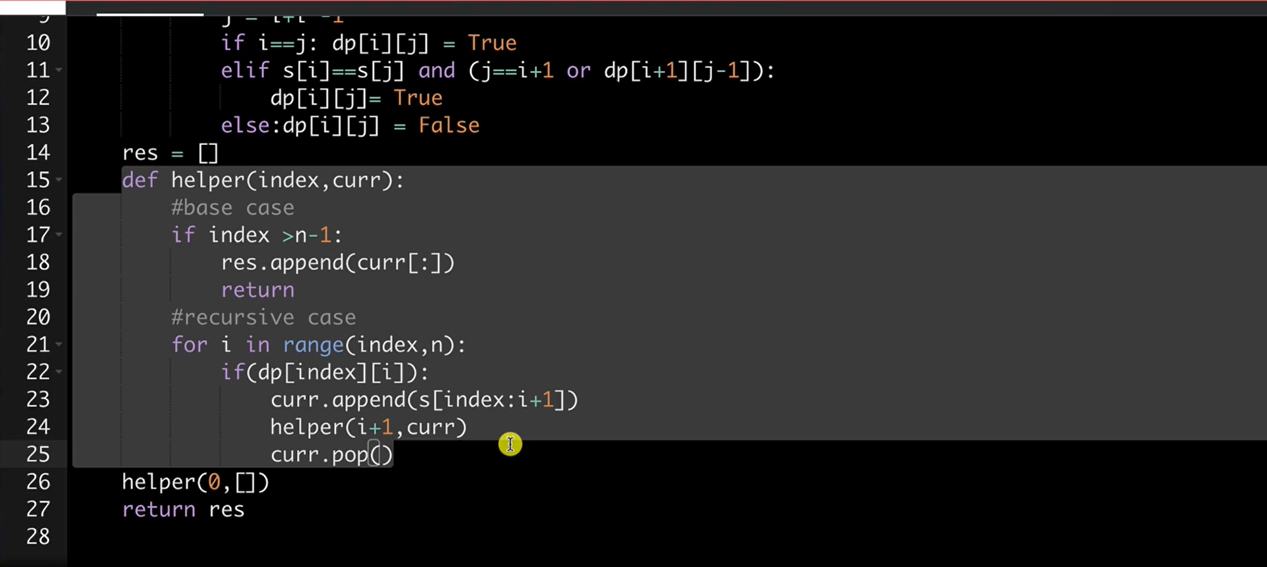 10 if i==j: dp[i][j] = True
11 elif s[i]==s[j] and (j==i+1 or dp[i+1][j-1]):
12 dp[i][j]= True
13 else:dp[i][j] = False
14 res = []
15 def helper(index,curr):
16 #base case
17 if index >n-1:
18 res.append(curr[:])
19 return
20 #recursive case
21 for i in range(index,n):
22 if(dp[index][i]):
23 curr.append(s[index:i+1])
24 helper(i+1,curr)
25 curr.pop()
26 helper(0,[])
27 return res
28